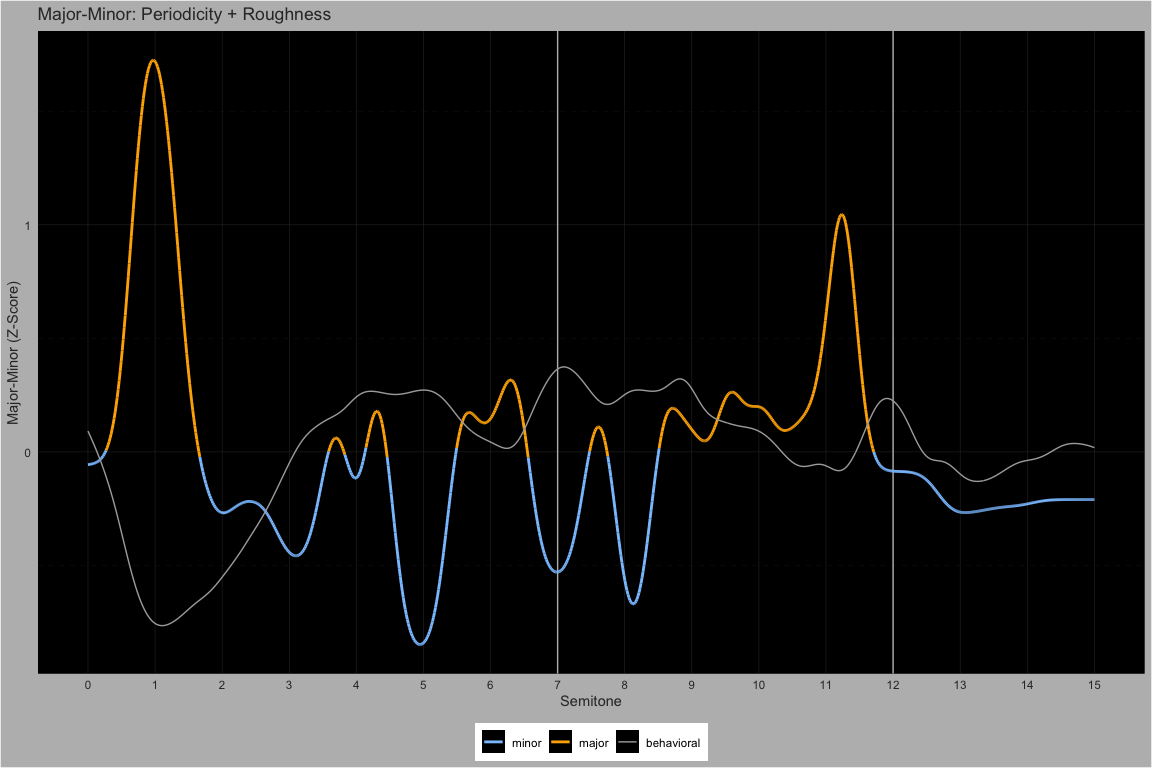 Major-Minor: Periodicity + Roughness
Major-Minor (Z-Score)
1
0
0 1 2 3 4 5 6 7 8 9 10 11 12 13 14 15
Semitone
minor major behavioral